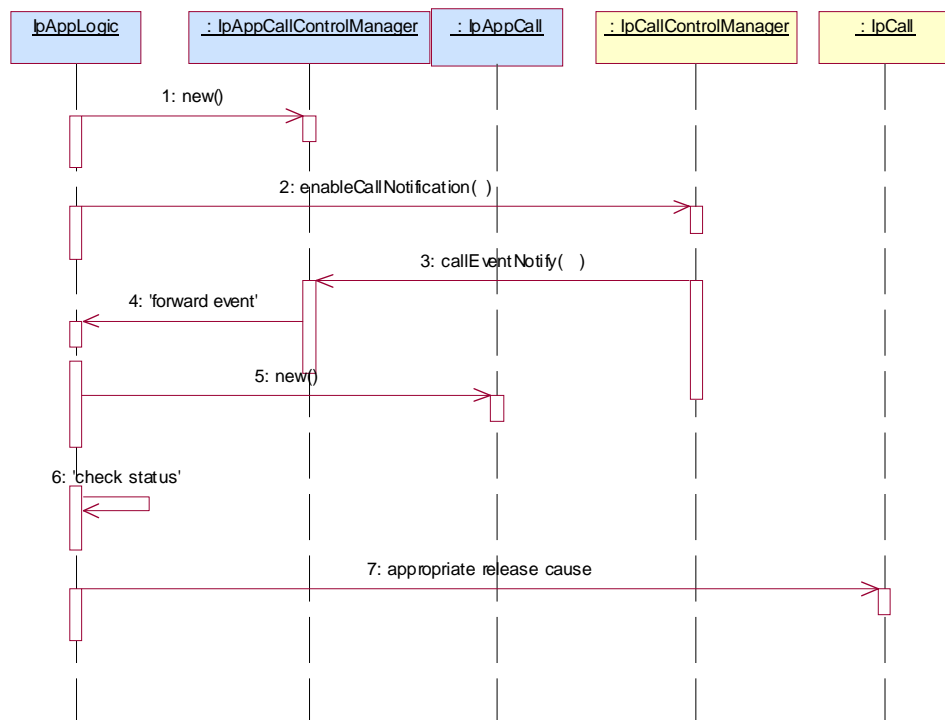 IpAppLogic
: IpAppCallControlManager
: IpAppCall
: IpCallControlManager
: IpCall
1: new()
2: enableCallNotification( )
3: callEventNotify( )
4: 'forward event'
5: new()
6: 'check status'
7: appropriate release cause